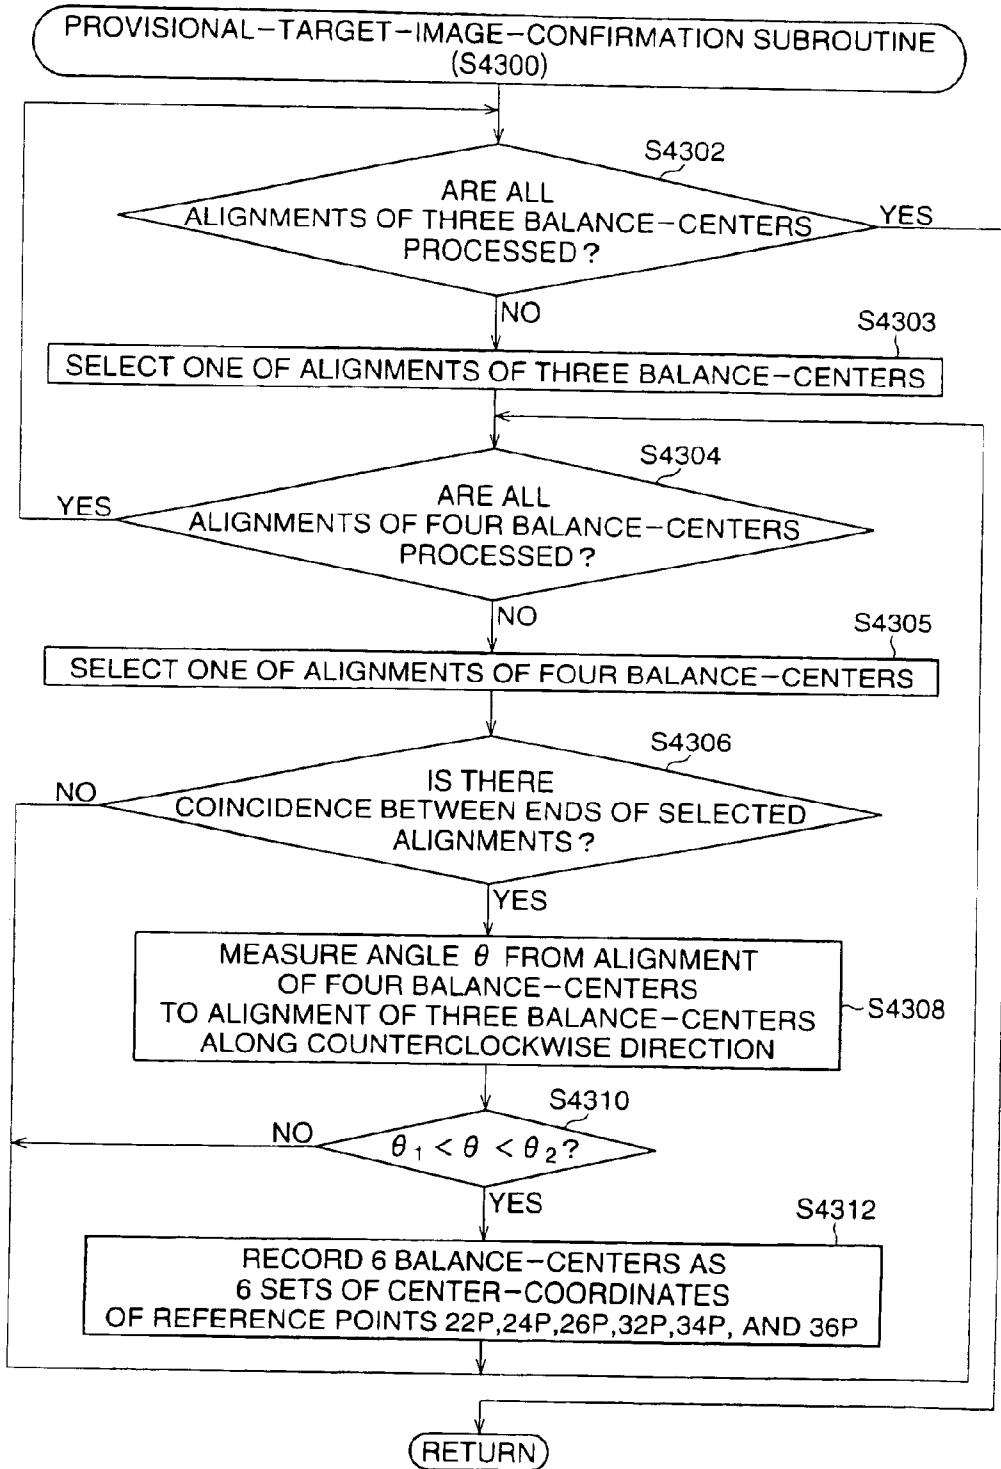 PROVISIONAL-TARGET-IMAGE-CONFIRMATION SUBROUTINE
(S4300)
S4302
ARE ALL
ALIGNMENTS OF THREE BALANCE-CENTERS
PROCESSED?
YES
NO
S4303
SELECT ONE OF ALIGNMENTS OF THREE BALANCE-CENTERS
S4304
YES
ARE ALL
ALIGNMENTS OF FOUR BALANCE-CENTERS
PROCESSED?
NO
S4305
SELECT ONE OF ALIGNMENTS OF FOUR BALANCE-CENTERS
S4306
NO
IS THERE
COINCIDENCE BETWEEN ENDS OF SELECTED
ALIGNMENTS?
YES
MEASURE ANGLE θ FROM ALIGNMENT
OF FOUR BALANCE-CENTERS
TO ALIGNMENT OF THREE BALANCE-CENTERS
ALONG COUNTERCLOCKWISE DIRECTION
S4308
S4310
NO
θ1 < θ < θ2?
YES
S4312
RECORD 6 BALANCE-CENTERS AS
6 SETS OF CENTER-COORDINATES
OF REFERENCE POINTS 22P,24P,26P,32P,34P, AND 36P
RETURN